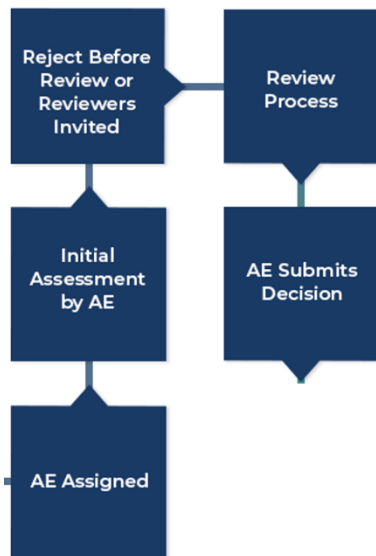 Reject Before
Review or
Reviewers
Invited
Review
Process
Initial
Assessment
by AE
AE Submits
Decision
AE Assigned